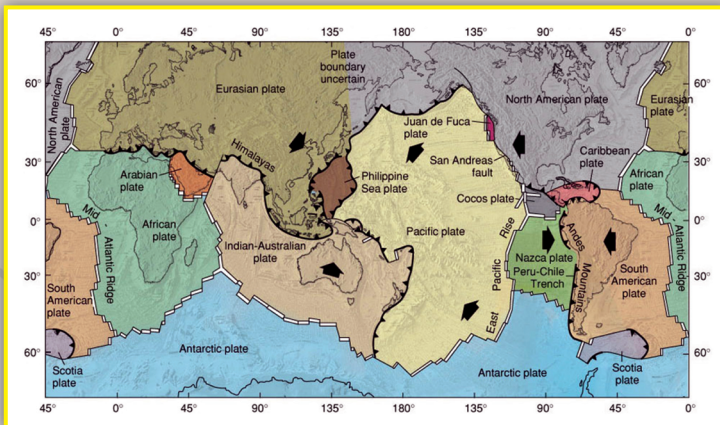 45° 0° 45° 90° 135° 180° 135° 90° 45° 0°
60°
30°
0°
30°
60°
60°
30°
0°
30°
60°
North American
plate
Eurasian plate
Plate
boundary
uncertain
North American plate
Eurasian
plate
Juan de Fuca
plate
San Andreas
fault
Caribbean
plate
Cocos plate
Himalayas
Arabian
plate
Philippine
Sea plate
African
plate
Mid
Atlantic Ridge
African
plate
Indian-Australian
plate
Pacific plate
East
Pacific
Rise
Nazca plate
Peru-Chile
Trench
Andes
Mountains
South
American
plate
African
plate
Mid
Atlantic Ridge
South
American
plate
Antarctic plate
Antarctic plate
Scotia
plate
Scotia
plate
45° 0° 45° 90° 135° 180° 135° 90° 45° 0°